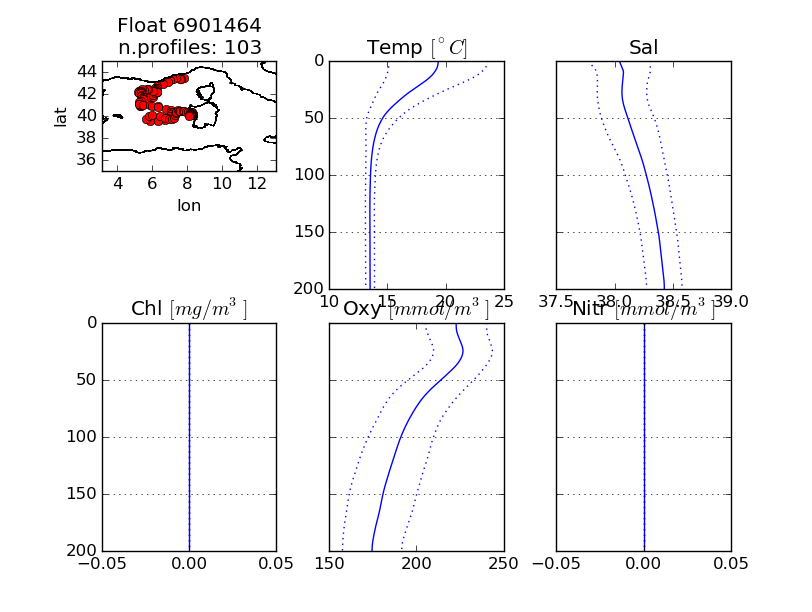 Float 6901464
n.profiles: 103
44
42
40
38
36
lat
4 6 8 10 12
lon
Temp [°C]
0
50
100
150
200
10 15 20 25
Sal
37.5 38.0 38.5 39.0
Chl [mg/m³ ]
0
50
100
150
200
−0.05 0.00 0.05
Oxy [mmol/m³ ]
150 200 250
Nitr [mmol/m³ ]
−0.05 0.00 0.05